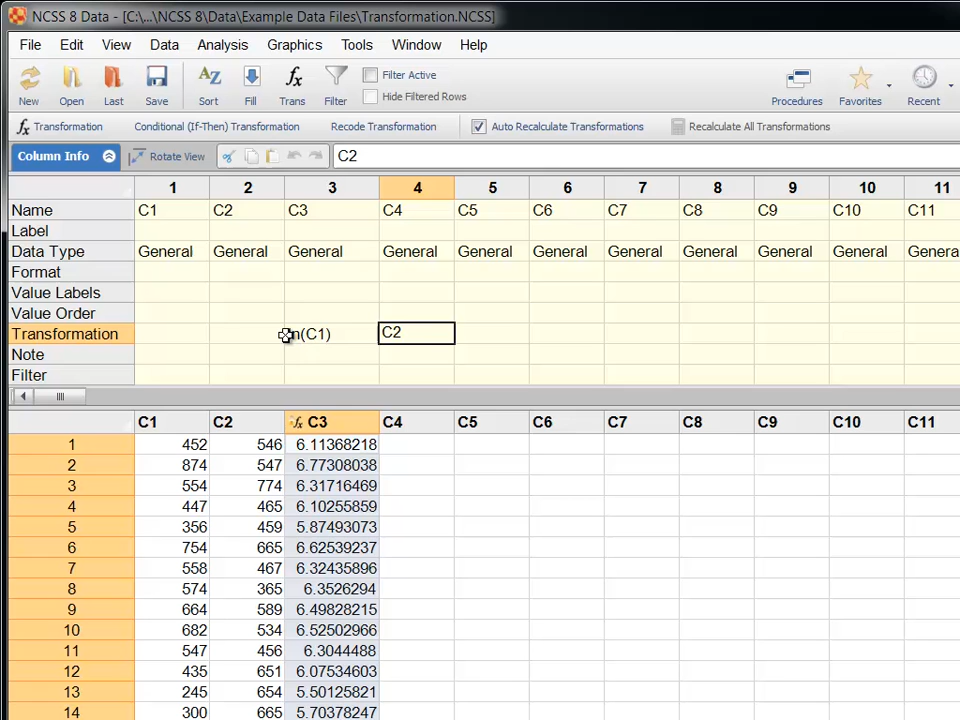 NCSS 8 Data - [C:\...\NCSS 8\Data\Example Data Files\Transformation.NCSS]
File Edit View Data Analysis Graphics Tools Window Help
New Open Last Save Sort Fill Trans Filter Filter Active Hide Filtered Rows Procedures Favorites Recent
fx Transformation Conditional (If-Then) Transformation Recode Transformation Auto Recalculate Transformations Recalculate All Transformations
Column Info Rotate View C2
1 2 3 4 5 6 7 8 9 10 11
Name C1 C2 C3 C4 C5 C6 C7 C8 C9 C10 C11
Label
Data Type General General General General General General General General General General Genera
Format
Value Labels
Value Order
Transformation n(C1) C2
Note
Filter
C1 C2 fx C3 C4 C5 C6 C7 C8 C9 C10 C11
1 452 546 6.11368218
2 874 547 6.77308038
3 554 774 6.31716469
4 447 465 6.10255859
5 356 459 5.87493073
6 754 665 6.62539237
7 558 467 6.32435896
8 574 365 6.3526294
9 664 589 6.49828215
10 682 534 6.52502966
11 547 456 6.3044488
12 435 651 6.07534603
13 245 654 5.50125821
14 300 665 5.70378247